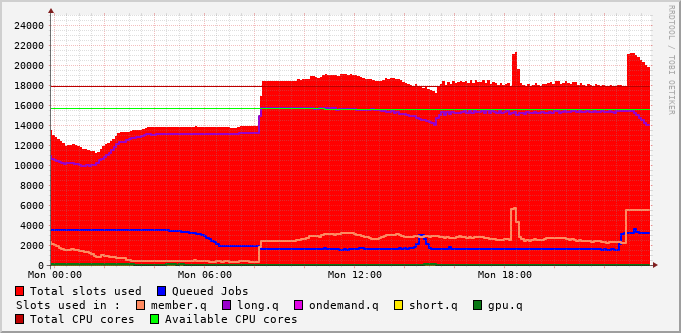 24000
22000
20000
18000
16000
14000
12000
10000
8000
6000
4000
2000
0
Mon 00:00 Mon 06:00 Mon 12:00 Mon 18:00
RRDTOOL / TOBI OETIKER
Total slots used Queued Jobs
Slots used in : member.q long.q ondemand.q short.q gpu.q
Total CPU cores Available CPU cores